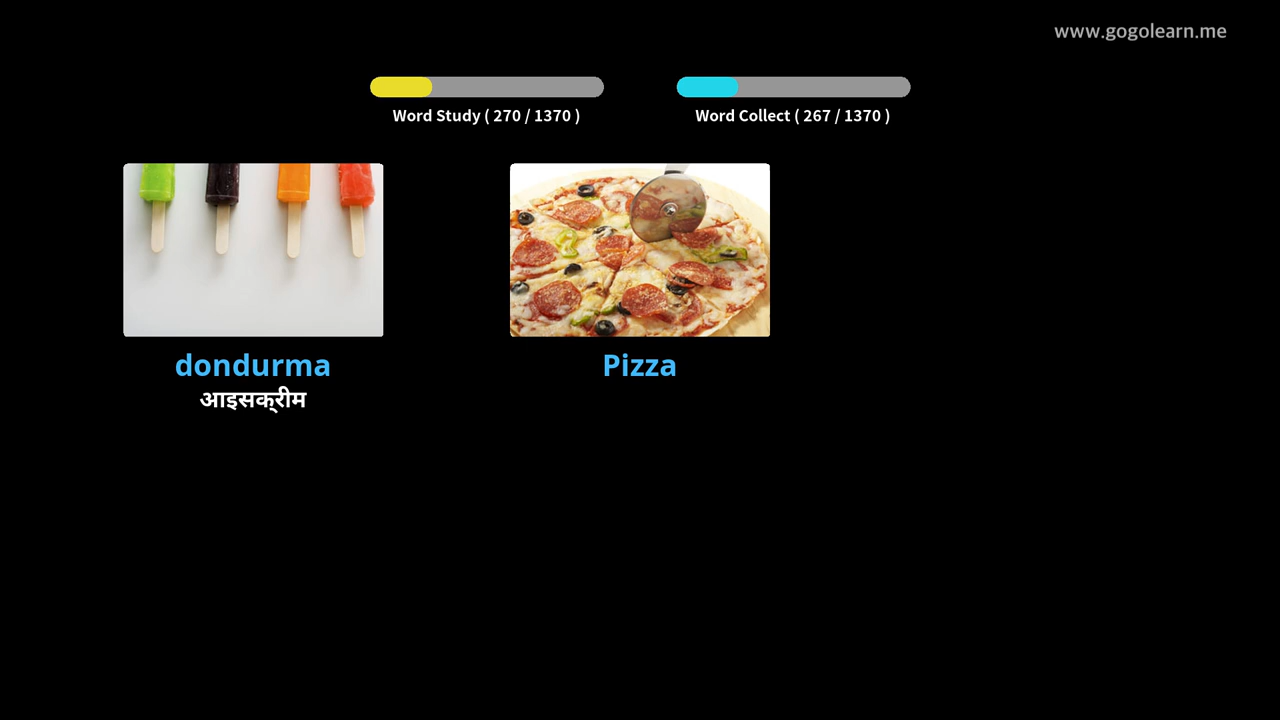 www.gogolearn.me
Word Study ( 270 / 1370 )
Word Collect ( 267 / 1370 )
dondurma
आइसक्रीम
Pizza